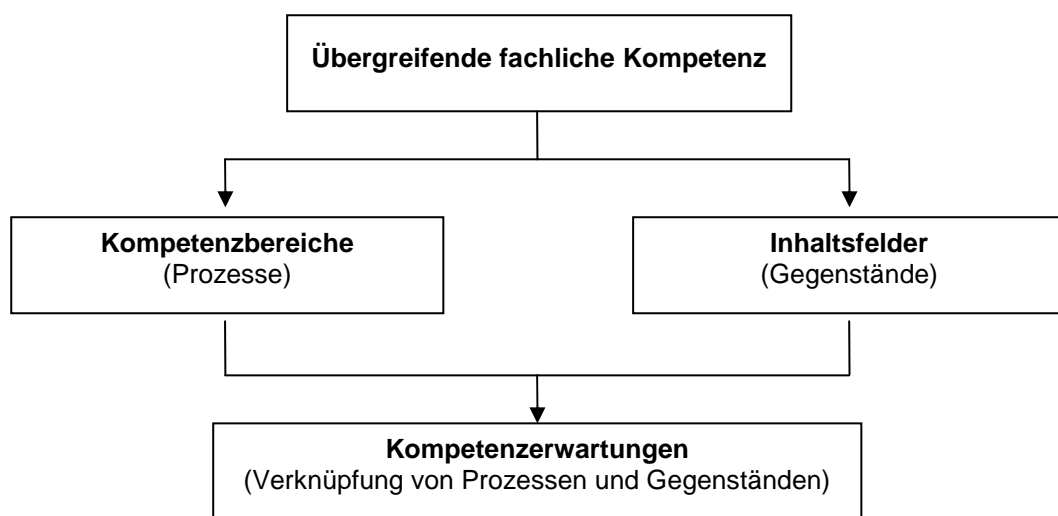 Übergreifende fachliche Kompetenz
Kompetenzbereiche
(Prozesse)
Inhaltsfelder
(Gegenstände)
Kompetenzerwartungen
(Verknüpfung von Prozessen und Gegenständen)